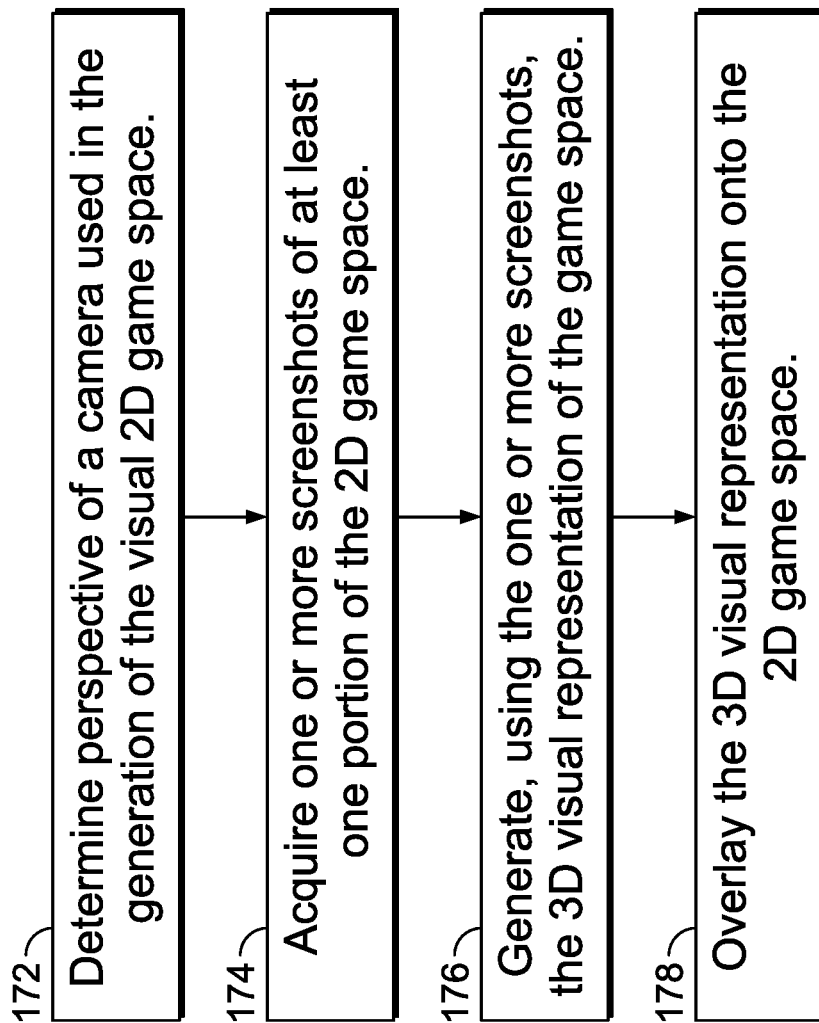 172
Determine perspective of a camera used in the
generation of the visual 2D game space.
174
Acquire one or more screenshots of at least
one portion of the 2D game space.
176
Generate, using the one or more screenshots,
the 3D visual representation of the game space.
178
Overlay the 3D visual representation onto the
2D game space.